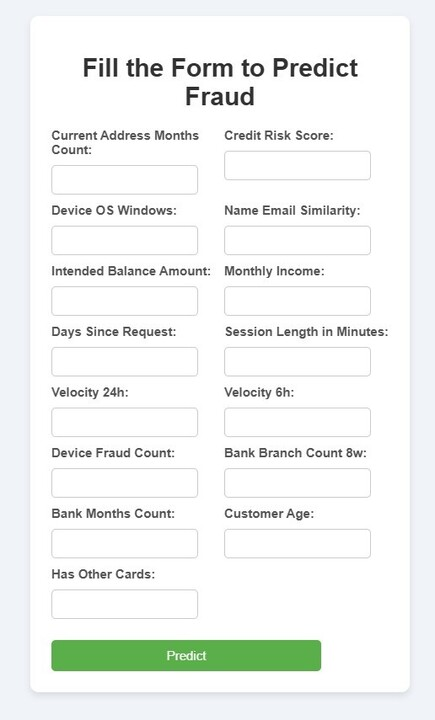 Fill the Form to Predict
Fraud
Current Address Months
Count:
Credit Risk Score:
Device OS Windows:
Name Email Similarity:
Intended Balance Amount:
Monthly Income:
Days Since Request:
Session Length in Minutes:
Velocity 24h:
Velocity 6h:
Device Fraud Count:
Bank Branch Count 8w:
Bank Months Count:
Customer Age:
Has Other Cards:
Predict